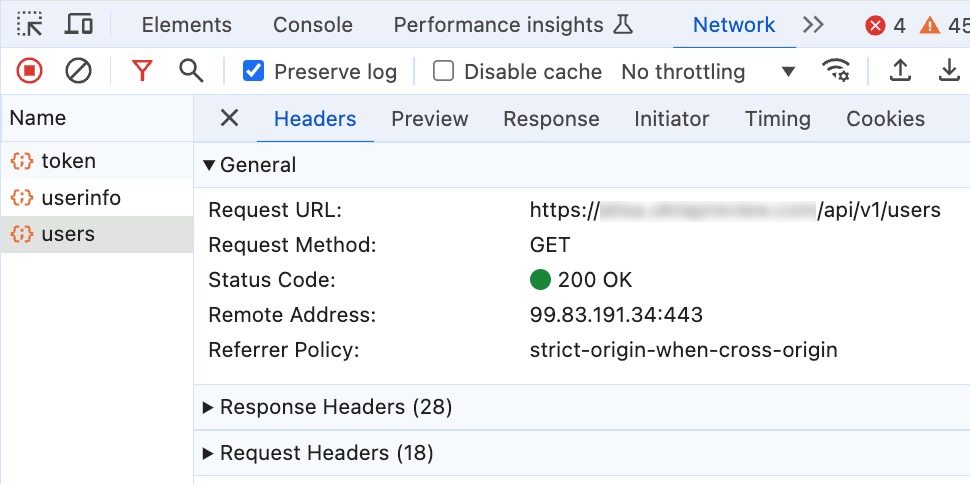 Elements Console Performance insights Network 4 45
Preserve log Disable cache No throttling
Name
Headers Preview Response Initiator Timing Cookies
token
userinfo
users
General
Request URL: https:// /api/v1/users
Request Method: GET
Status Code: 200 OK
Remote Address: 99.83.191.34:443
Referrer Policy: strict-origin-when-cross-origin
Response Headers (28)
Request Headers (18)